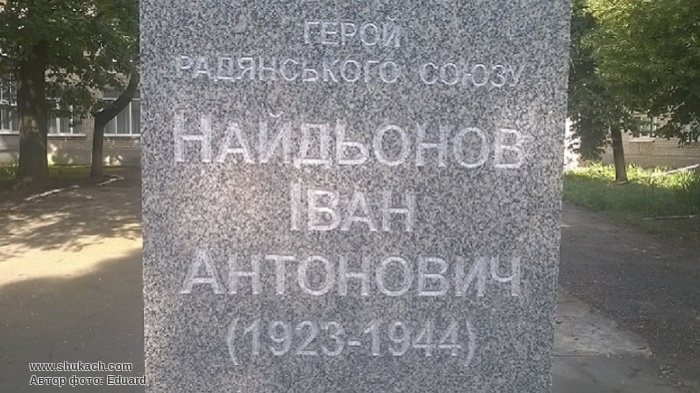 ГЕРОЙ
РАДЯНСЬКОГО СОЮЗУ
НАЙДЬОНОВ
ІВАН
АНТОНОВИЧ
(1923-1944)
www.shukach.com
Автор фото: Eduard